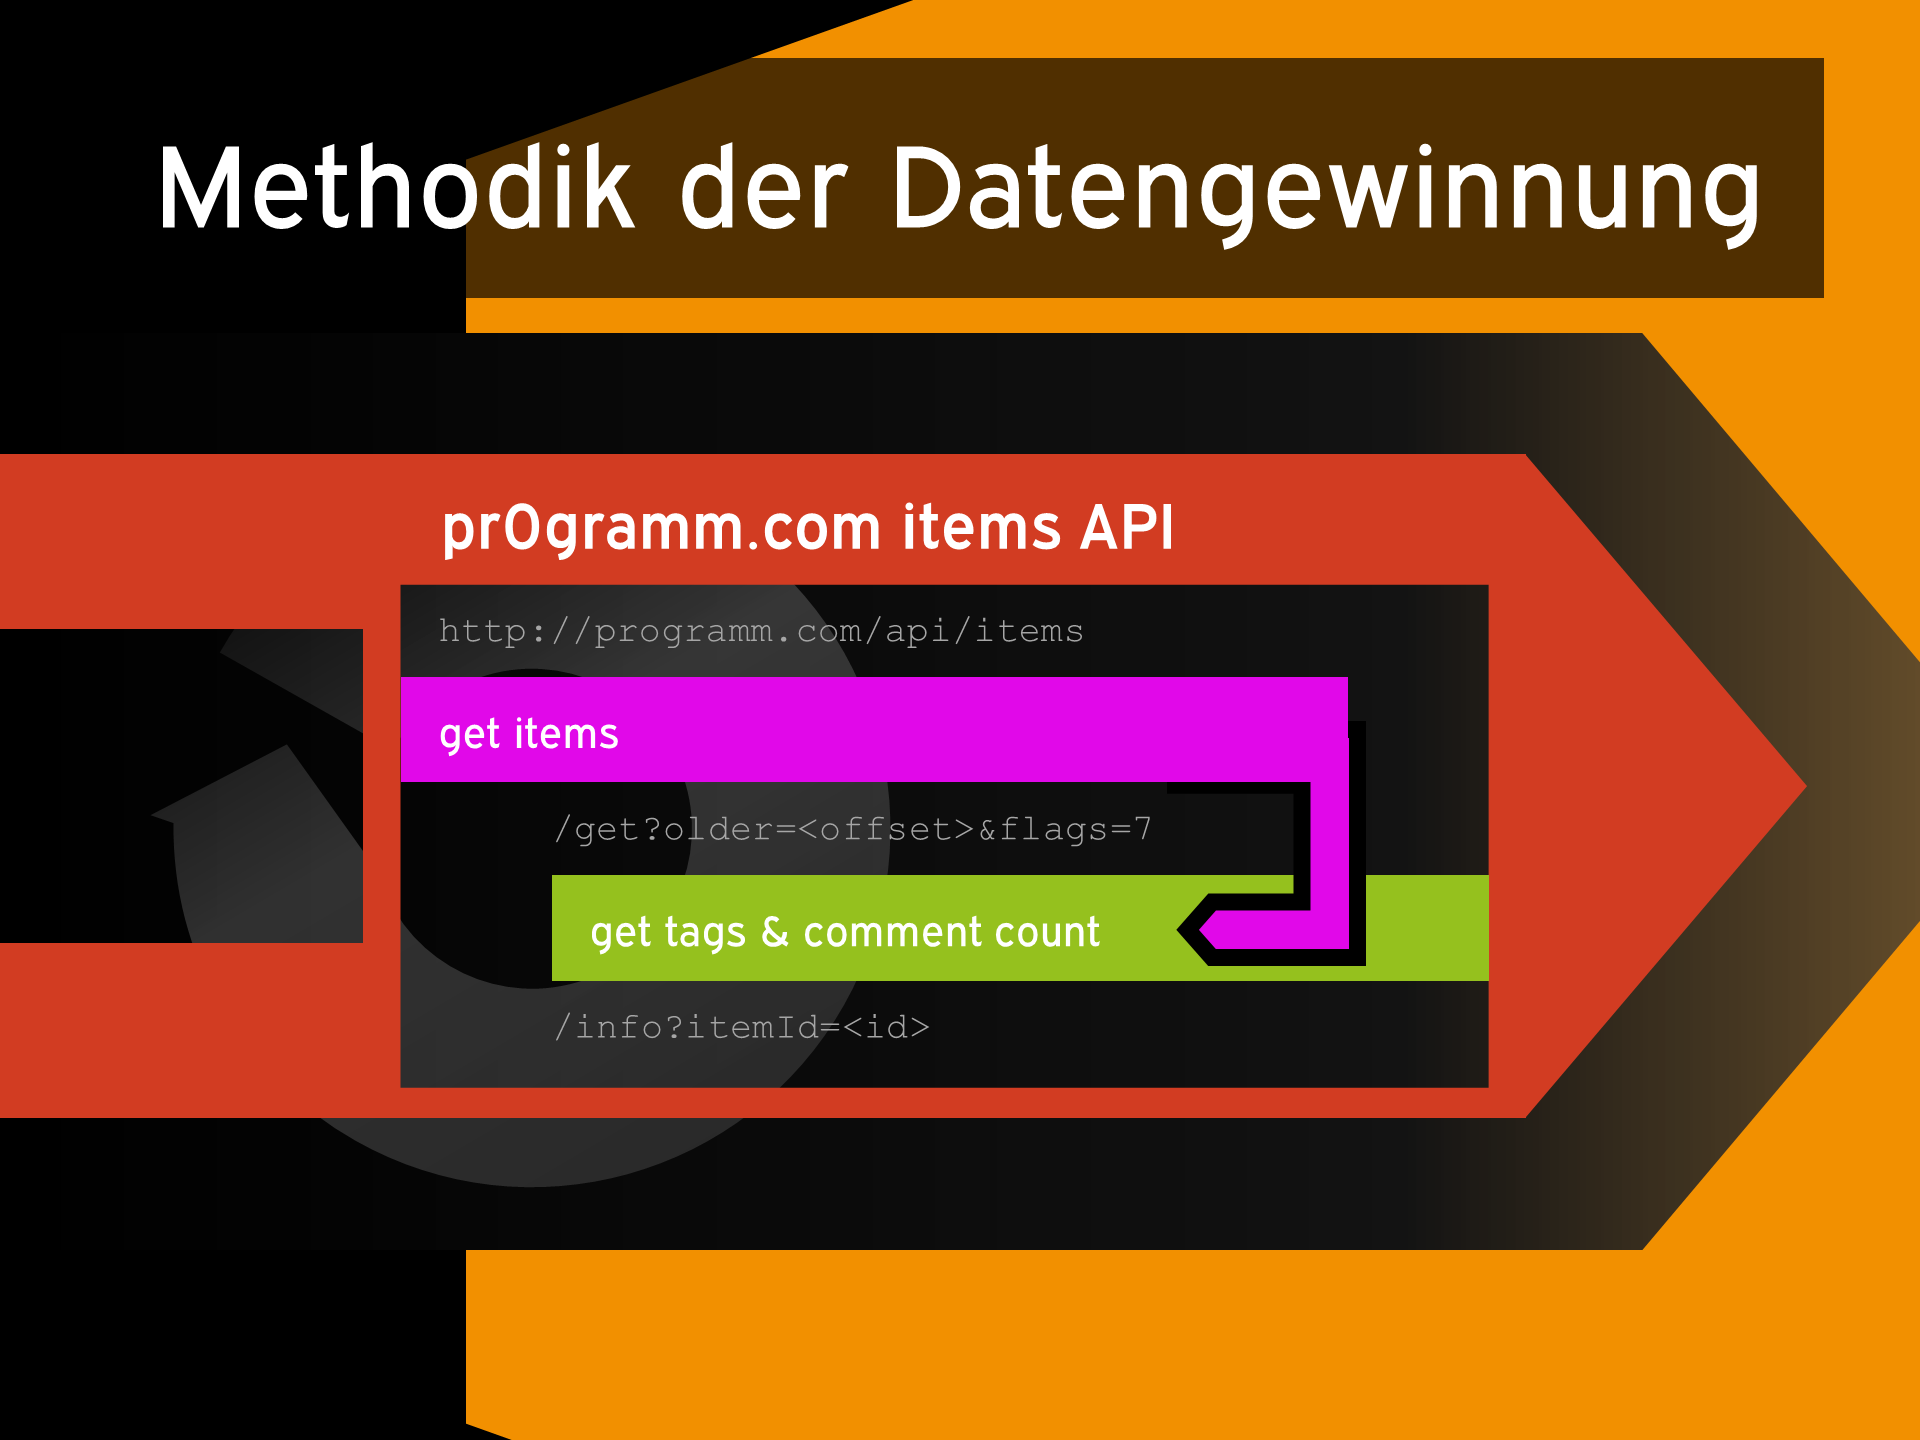 Methodik der Datengewinnung
pr0gramm.com items API
http://programm.com/api/items
get items
/get?older=<offset>&flags=7
get tags & comment count
/info?itemId=<id>